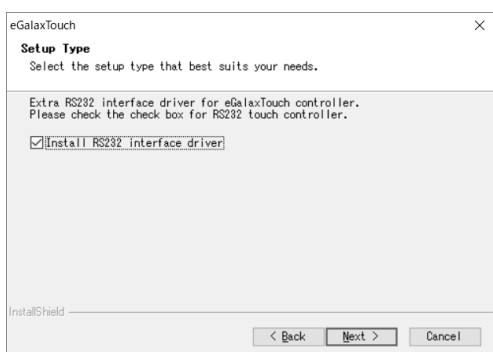 eGalaxTouch
Setup Type
Select the setup type that best suits your needs.
Extra RS232 interface driver for eGalaxTouch controller.
Please check the check box for RS232 touch controller.
Install RS232 interface driver
InstallShield
< Back Next > Cancel